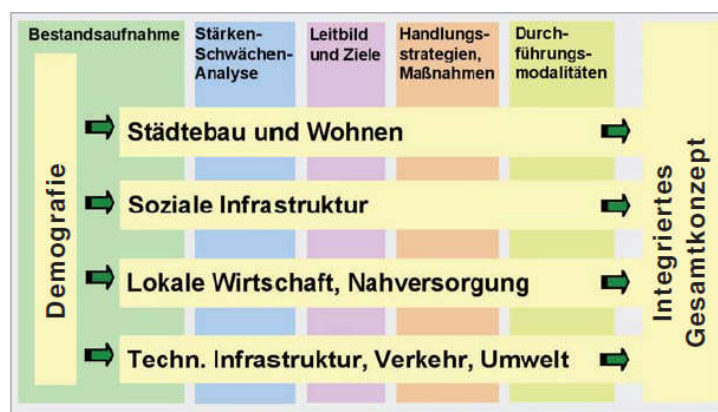 Bestandsaufnahme
Stärken-
Schwächen-
Analyse
Leitbild
und Ziele
Handlungs-
strategien,
Maßnahmen
Durch-
führungs-
modalitäten
Demografie
Städtebau und Wohnen
Soziale Infrastruktur
Lokale Wirtschaft, Nahversorgung
Techn. Infrastruktur, Verkehr, Umwelt
Integriertes
Gesamtkonzept